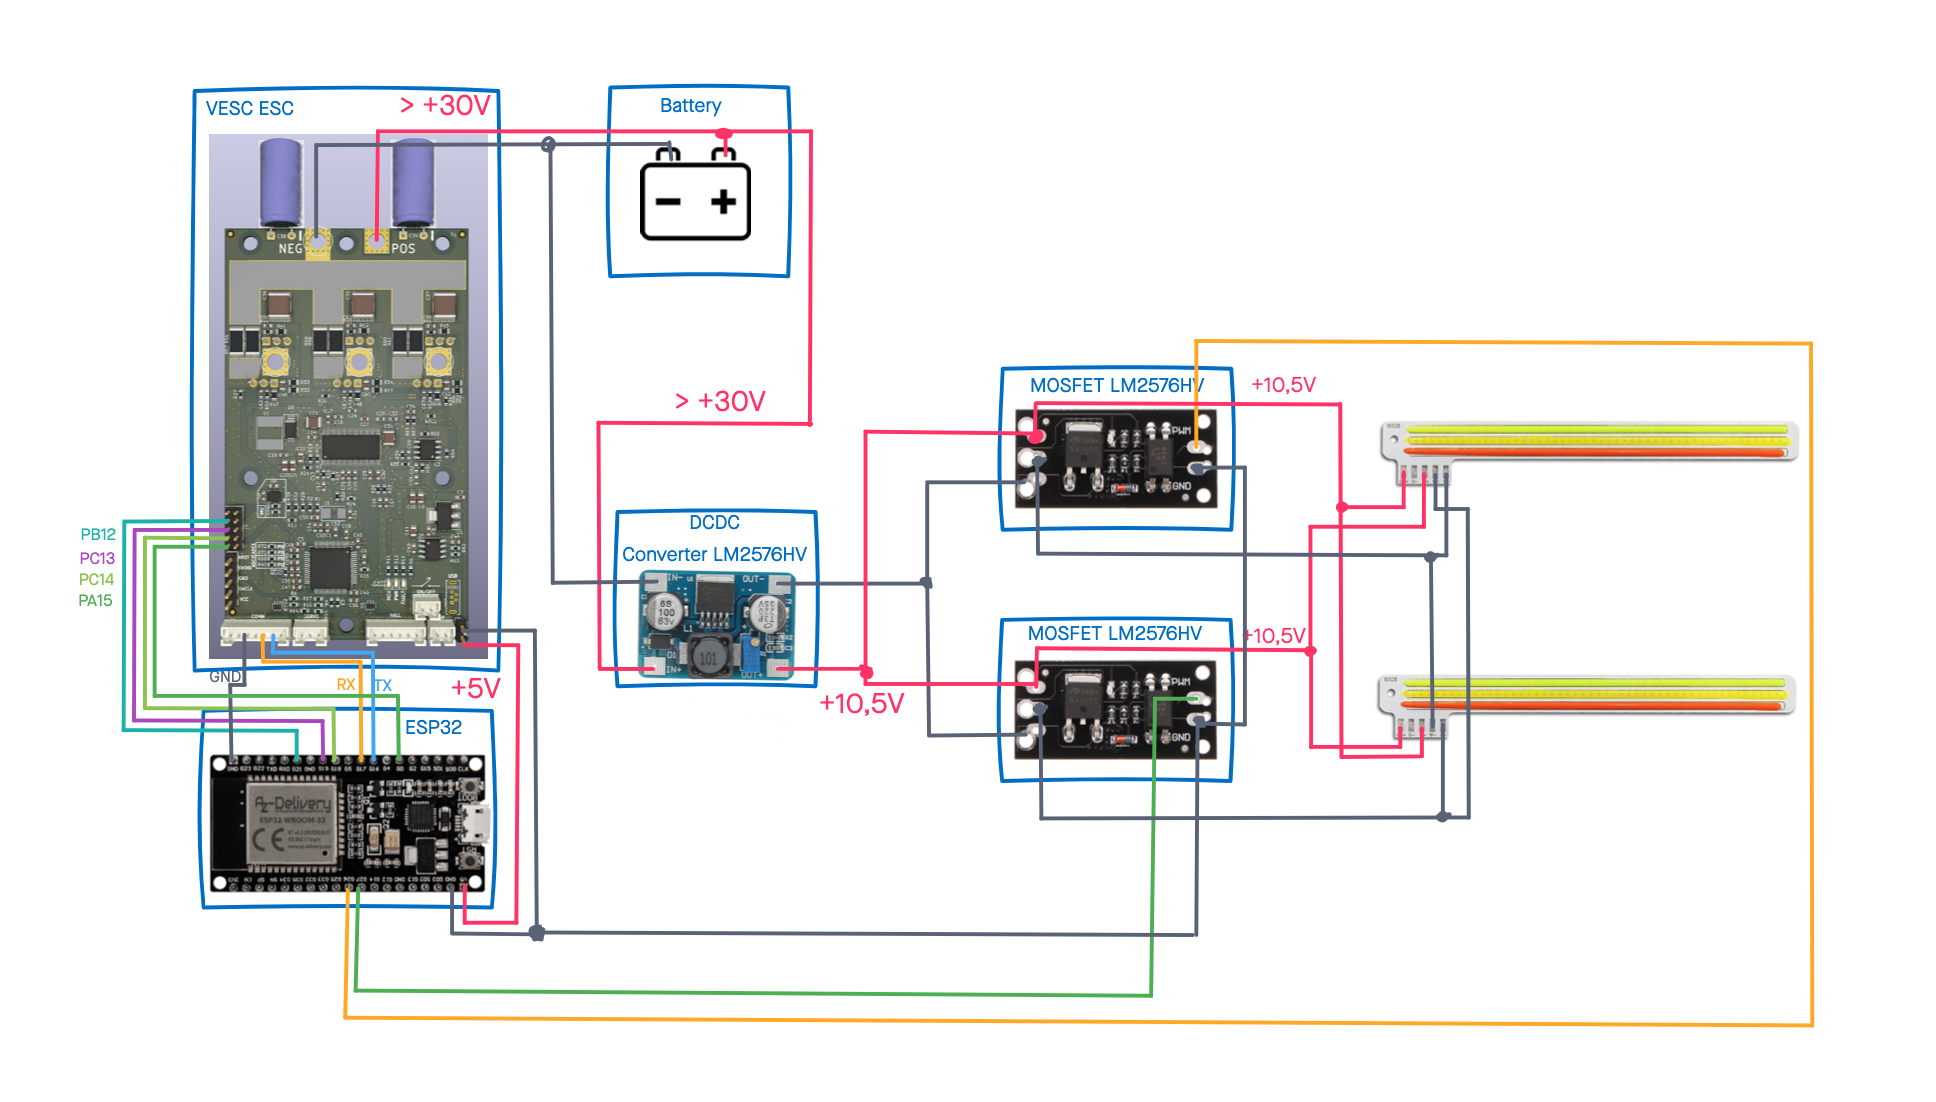 VESC ESC
> +30V
Battery
NEG
POS
> +30V
MOSFET LM2576HV
+10,5V
PWM
GND
DCDC
Converter LM2576HV
IN-
OUT-
IN+
OUT+
101
+10,5V
PB12
PC13
PC14
PA15
MOSFET LM2576HV
+10,5V
PWM
GND
GND
RX
TX
+5V
ESP32
Az-Delivery
ESP-WROOM-32
CE